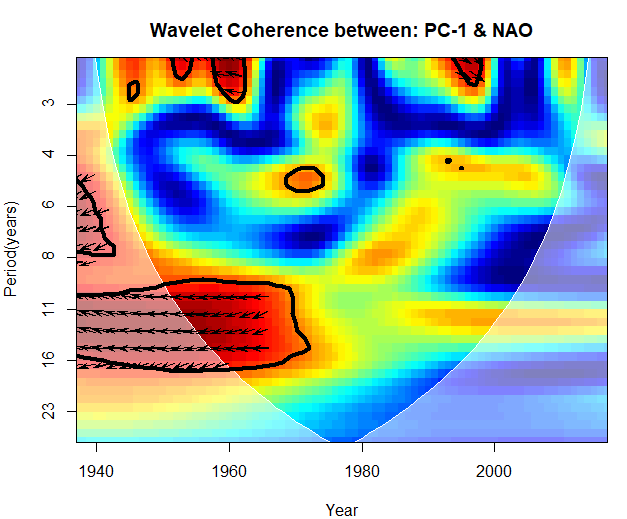 Wavelet Coherence between: PC-1 & NAO
Period(years)
3
4
6
8
11
16
23
1940 1960 1980 2000
Year